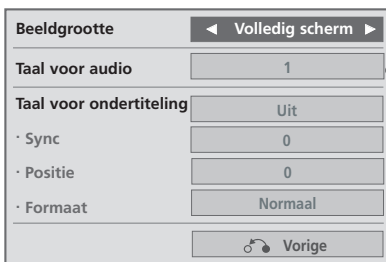 Beeldgrootte ◄ Volledig scherm ►
Taal voor audio 1
Taal voor ondertiteling Uit
· Sync 0
· Positie 0
· Formaat Normaal
Vorige